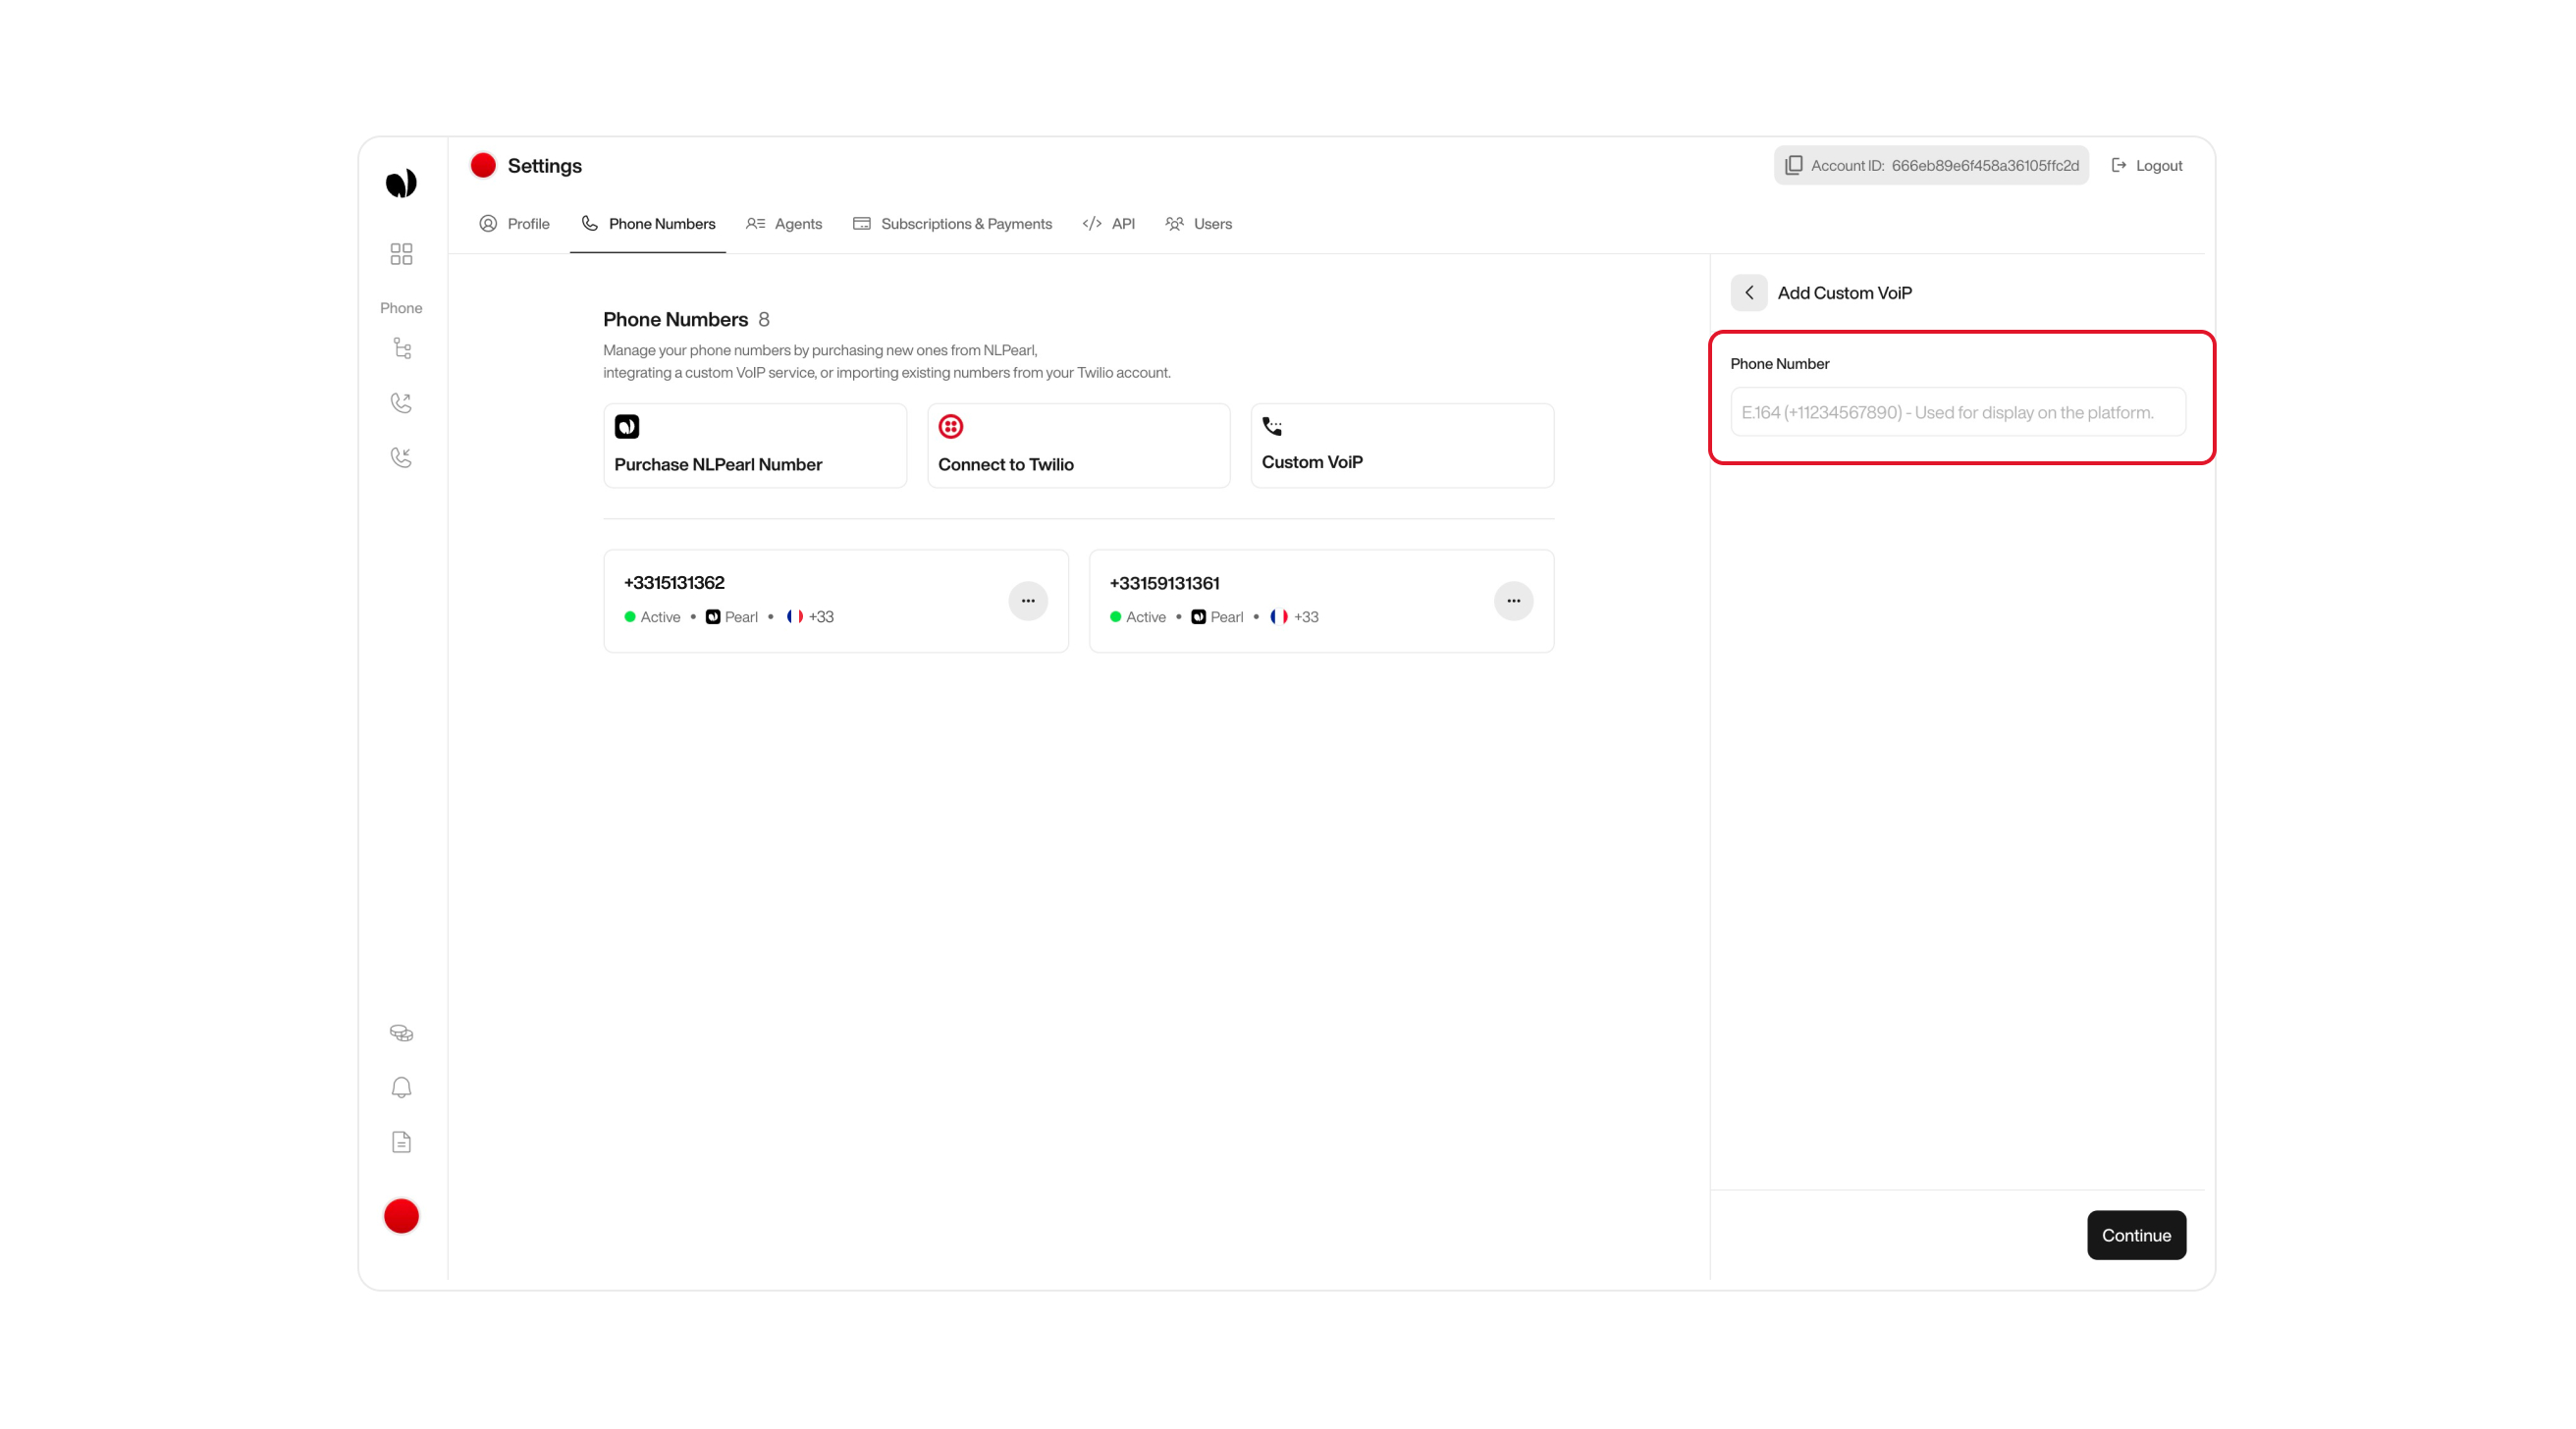 Settings
Account ID: 666eb89e6f458a36105ffc2d
Logout
Profile
Phone Numbers
Agents
Subscriptions & Payments
API
Users
Phone
Phone Numbers 8
Manage your phone numbers by purchasing new ones from NLPearl,
integrating a custom VoIP service, or importing existing numbers from your Twilio account.
Purchase NLPearl Number
Connect to Twilio
Custom VoiP
+3315131362
Active • Pearl • +33
+33159131361
Active • Pearl • +33
Add Custom VoiP
Phone Number
E.164 (+11234567890) - Used for display on the platform.
Continue